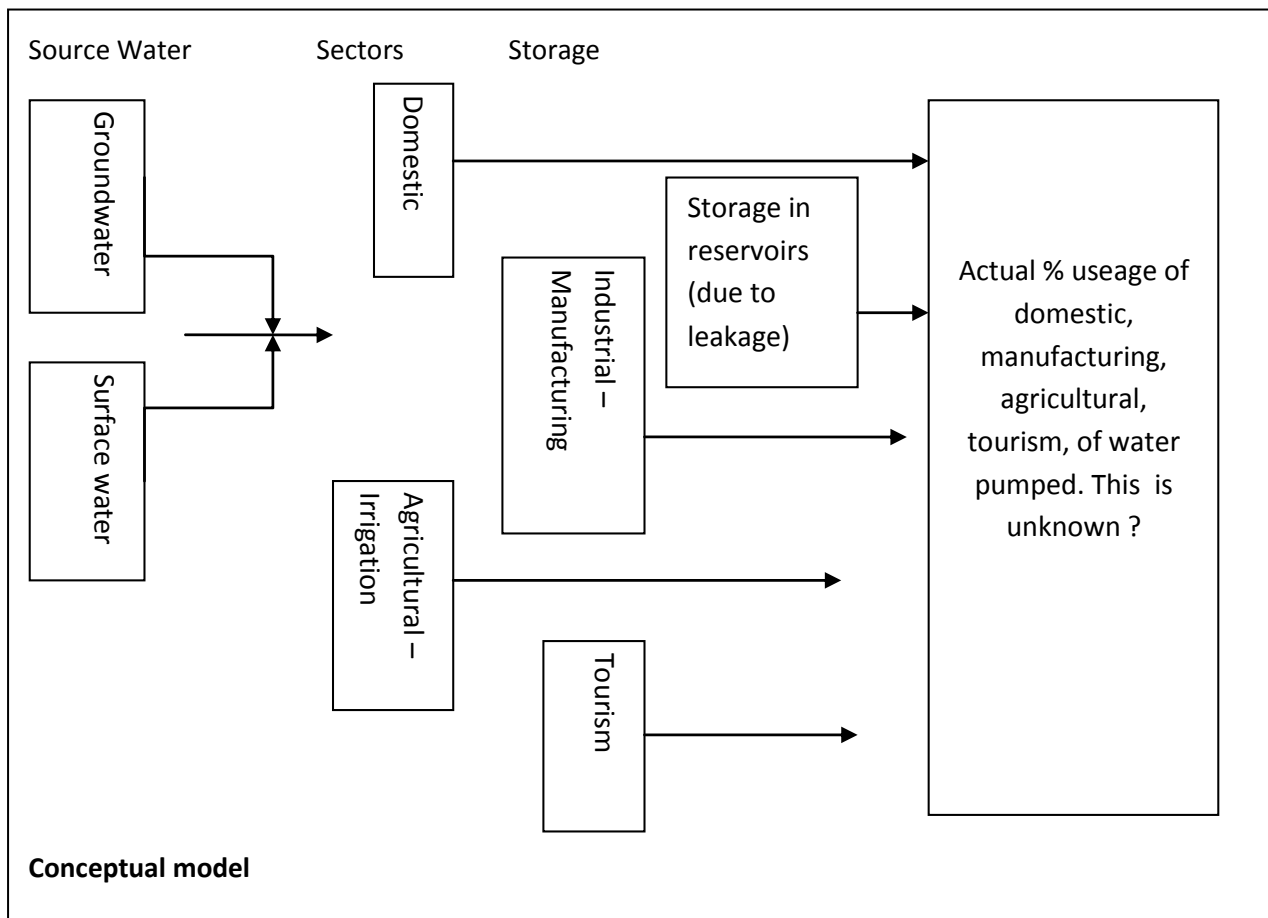 Source Water
Sectors
Storage
Groundwater
Surface water
Domestic
Industrial –
Manufacturing
Agricultural –
Irrigation
Tourism
Storage in
reservoirs
(due to
leakage)
Actual % useage of
domestic,
manufacturing,
agricultural,
tourism, of water
pumped. This is
unknown ?
Conceptual model